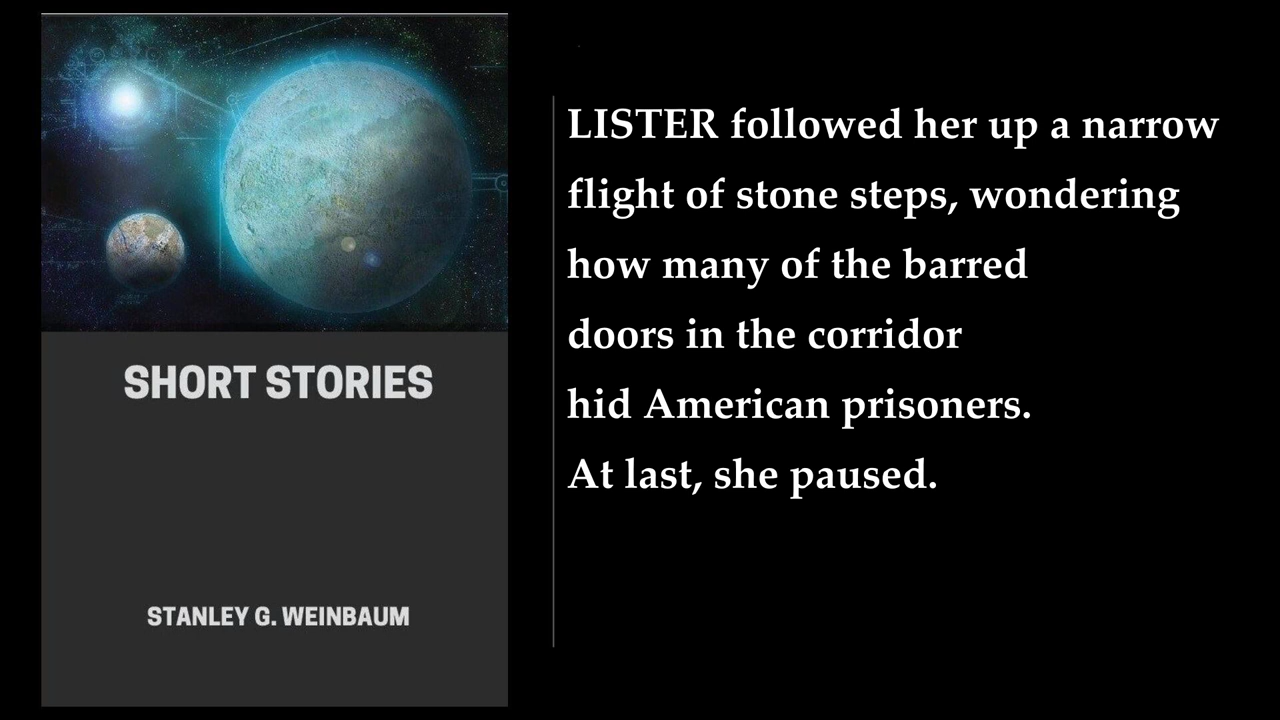 SHORT STORIES
STANLEY G. WEINBAUM
LISTER followed her up a narrow
flight of stone steps, wondering
how many of the barred
doors in the corridor
hid American prisoners.
At last, she paused.